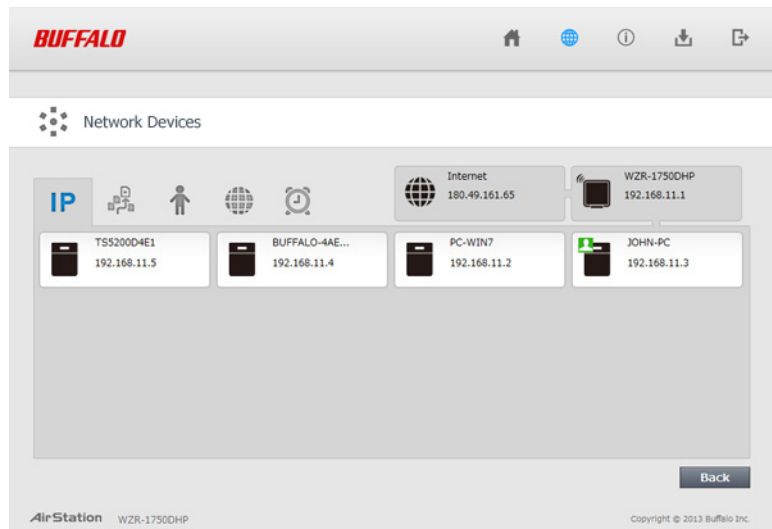 BUFFALO
Network Devices
IP
Internet
180.49.161.65
WZR-1750DHP
192.168.11.1
TS5200D4E1
192.168.11.5
BUFFALO-4AE...
192.168.11.4
PC-WIN7
192.168.11.2
JOHN-PC
192.168.11.3
Back
AirStation WZR-1750DHP
Copyright © 2013 Buffalo Inc.